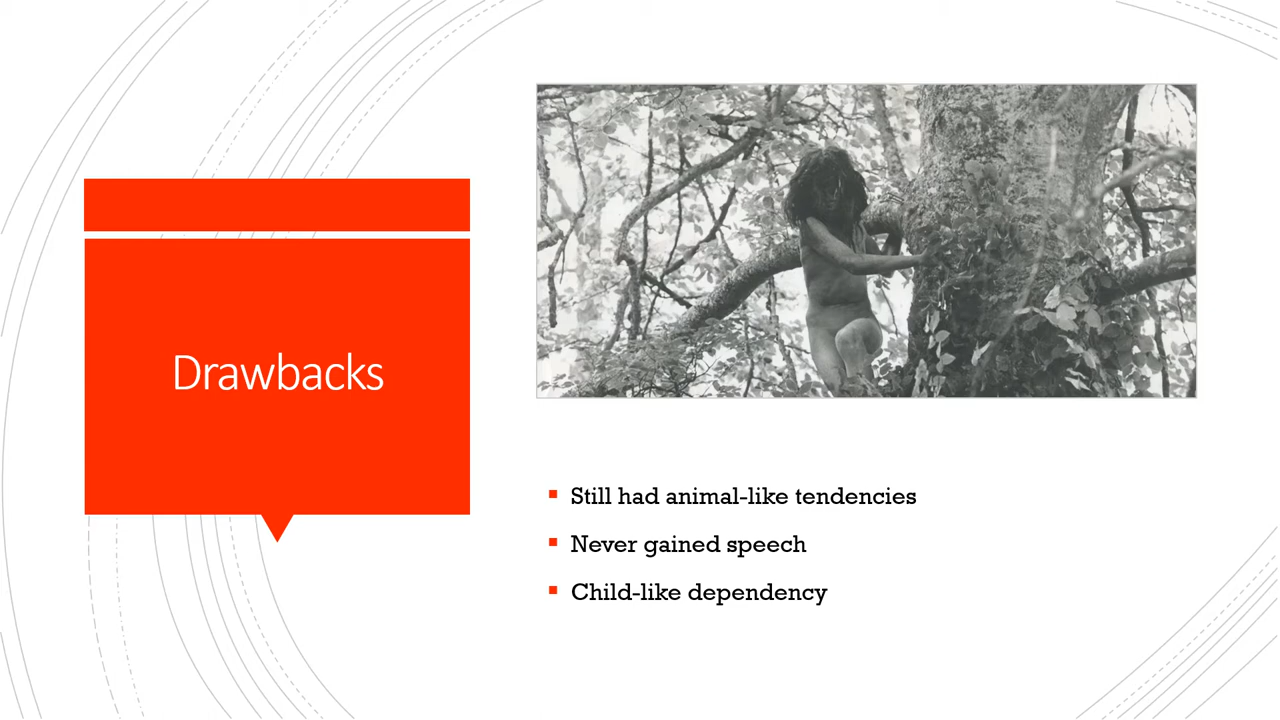 Drawbacks
Still had animal-like tendencies
Never gained speech
Child-like dependency